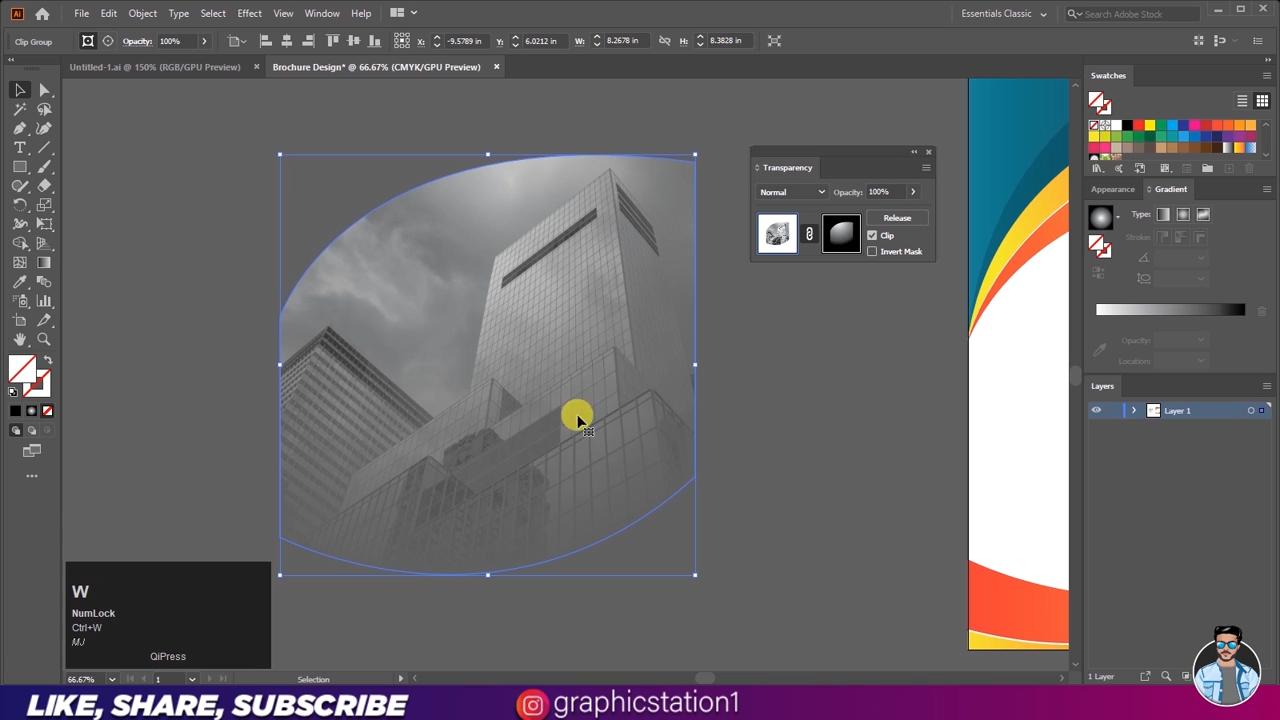 Ai File Edit Object Type Select Effect View Window Help Essentials Classic Search Adobe Stock
Clip Group Opacity: 100% X: -9.5789 in Y: 6.0212 in W: 8.2678 in H: 8.3828 in
Untitled-1.ai @ 150% (RGB/GPU Preview) Brochure Design* @ 66.67% (CMYK/GPU Preview)
Swatches
Transparency
Normal Opacity: 100%
Release
Clip
Invert Mask
Appearance Gradient
Type:
Stroke:
Opacity:
Location:
Layers
Layer 1
W
NumLock
Ctrl+W
MJ
QiPress
66.67% 1 Selection
1 Layer
LIKE, SHARE, SUBSCRIBE graphicstation1